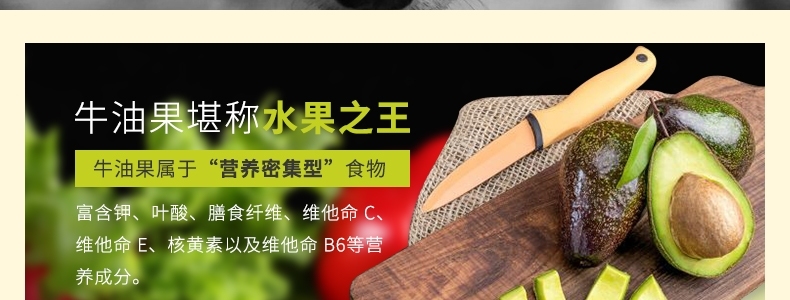 牛油果堪称水果之王
牛油果属于“营养密集型”食物
富含钾、叶酸、膳食纤维、维他命 C、
维他命 E、核黄素以及维他命 B6等营
养成分。